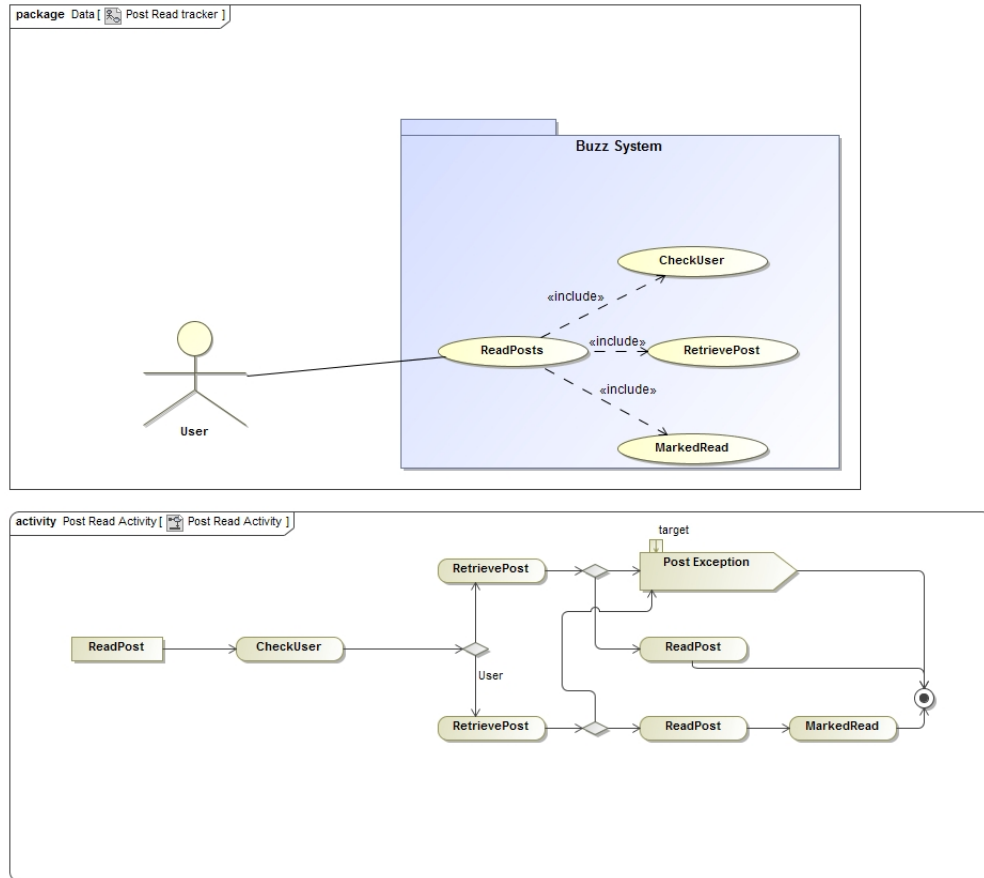 package Data [ Post Read tracker ]
Buzz System
CheckUser
«include»
ReadPosts
«include»
RetrievePost
«include»
User
MarkedRead
activity Post Read Activity [ Post Read Activity ]
target
RetrievePost
Post Exception
ReadPost
CheckUser
ReadPost
User
RetrievePost
ReadPost
MarkedRead